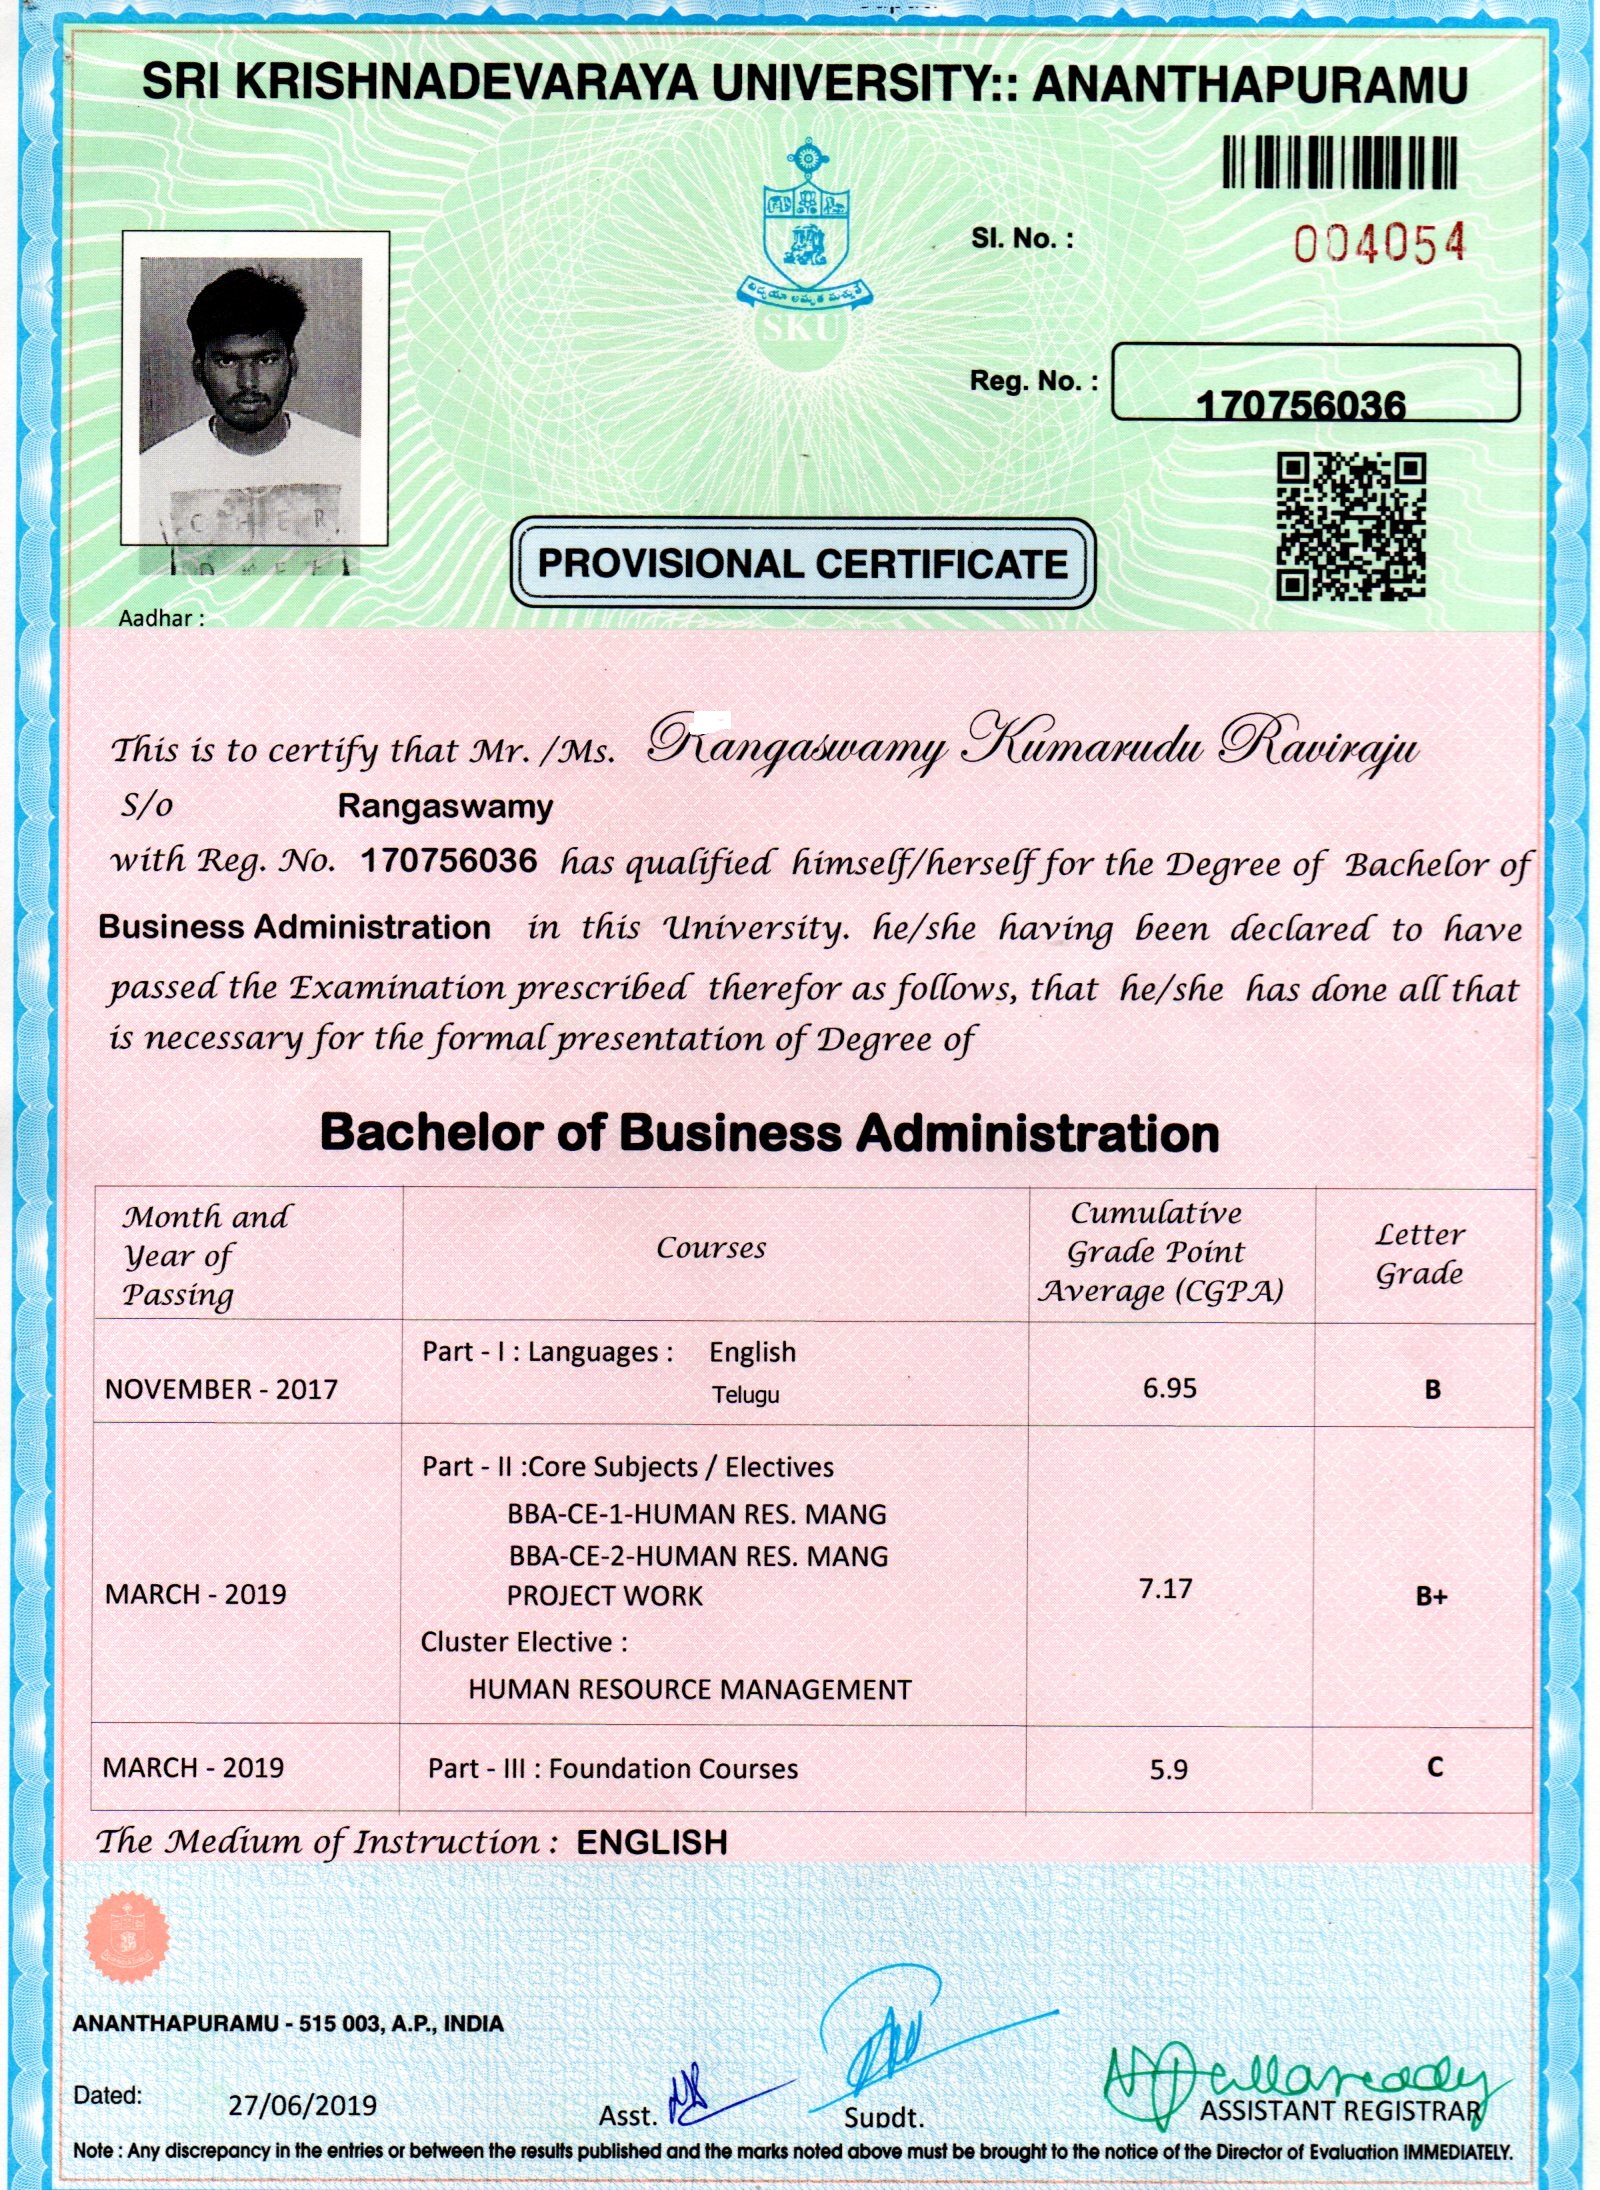 SRI KRISHNADEVARAYA UNIVERSITY:: ANANTHAPURAMU
Sl. No. : 004054
SKU
Reg. No. : 170756036
PROVISIONAL CERTIFICATE
Aadhar :
This is to certify that Mr. /Ms. Rangaswamy Kumarudu Raviraju
S/o Rangaswamy
with Reg. No. 170756036 has qualified himself/herself for the Degree of Bachelor of
Business Administration in this University. he/she having been declared to have
passed the Examination prescribed therefor as follows, that he/she has done all that
is necessary for the formal presentation of Degree of
Bachelor of Business Administration
Month and Year of Passing Courses Cumulative Grade Point Average (CGPA) Letter Grade
Part - I : Languages : English
NOVEMBER - 2017 Telugu 6.95 B
Part - II :Core Subjects / Electives
BBA-CE-1-HUMAN RES. MANG
BBA-CE-2-HUMAN RES. MANG
MARCH - 2019 PROJECT WORK 7.17 B+
Cluster Elective :
HUMAN RESOURCE MANAGEMENT
MARCH - 2019 Part - III : Foundation Courses 5.9 C
The Medium of Instruction : ENGLISH
ANANTHAPURAMU - 515 003, A.P., INDIA
Dated: 27/06/2019
Asst. Supdt. ASSISTANT REGISTRAR
Note : Any discrepancy in the entries or between the results published and the marks noted above must be brought to the notice of the Director of Evaluation IMMEDIATELY.